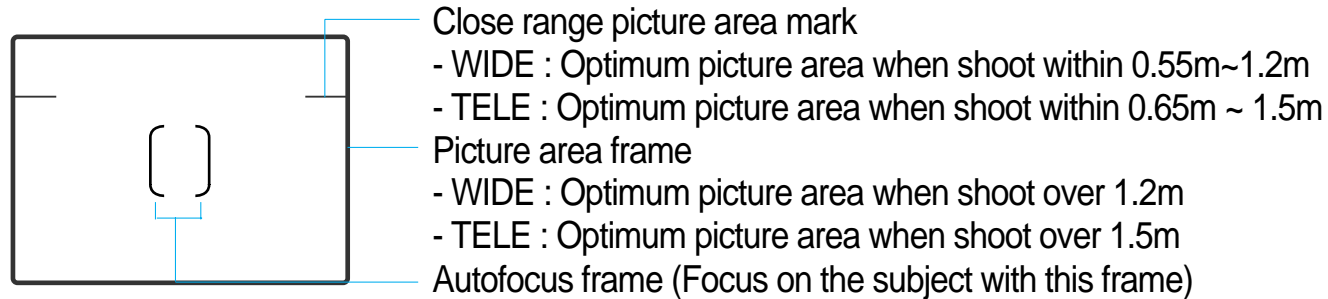 Close range picture area mark
- WIDE : Optimum picture area when shoot within 0.55m~1.2m
- TELE : Optimum picture area when shoot within 0.65m ~ 1.5m
Picture area frame
- WIDE : Optimum picture area when shoot over 1.2m
- TELE : Optimum picture area when shoot over 1.5m
Autofocus frame (Focus on the subject with this frame)